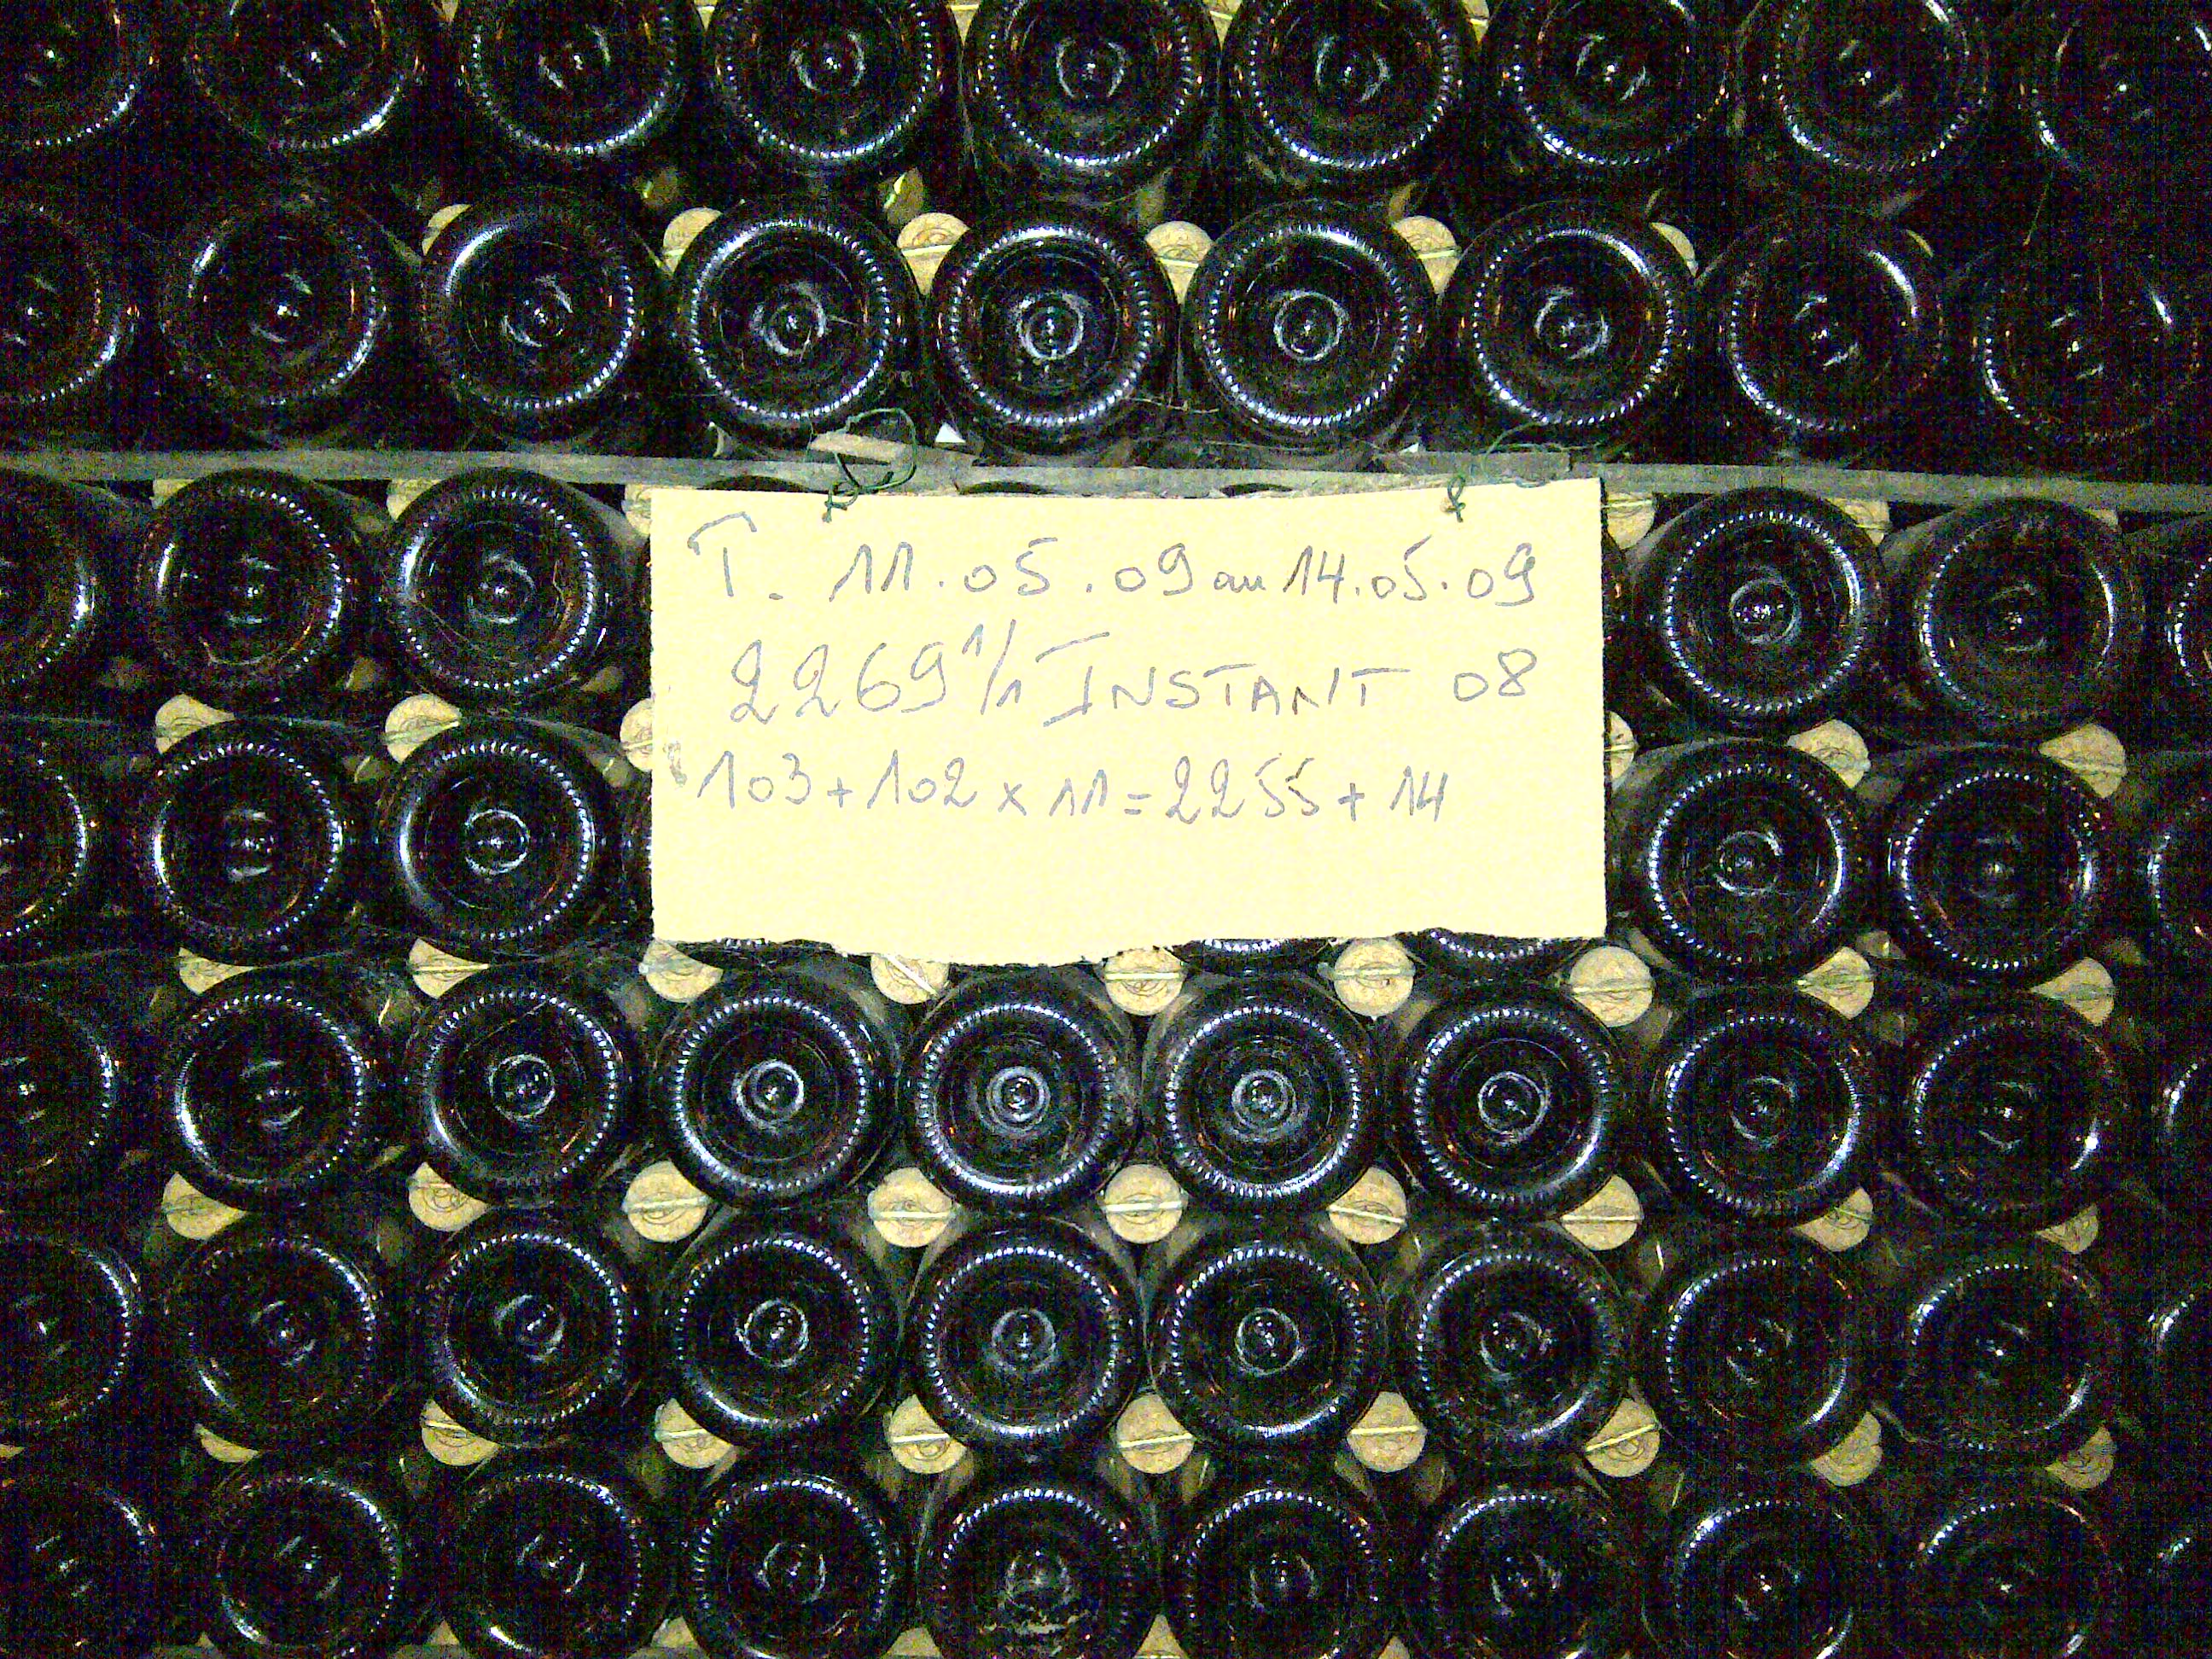 T. 11.05.09 au 14.05.09
2269 1/1 INSTANT 08
103+102 x 11=2255+14